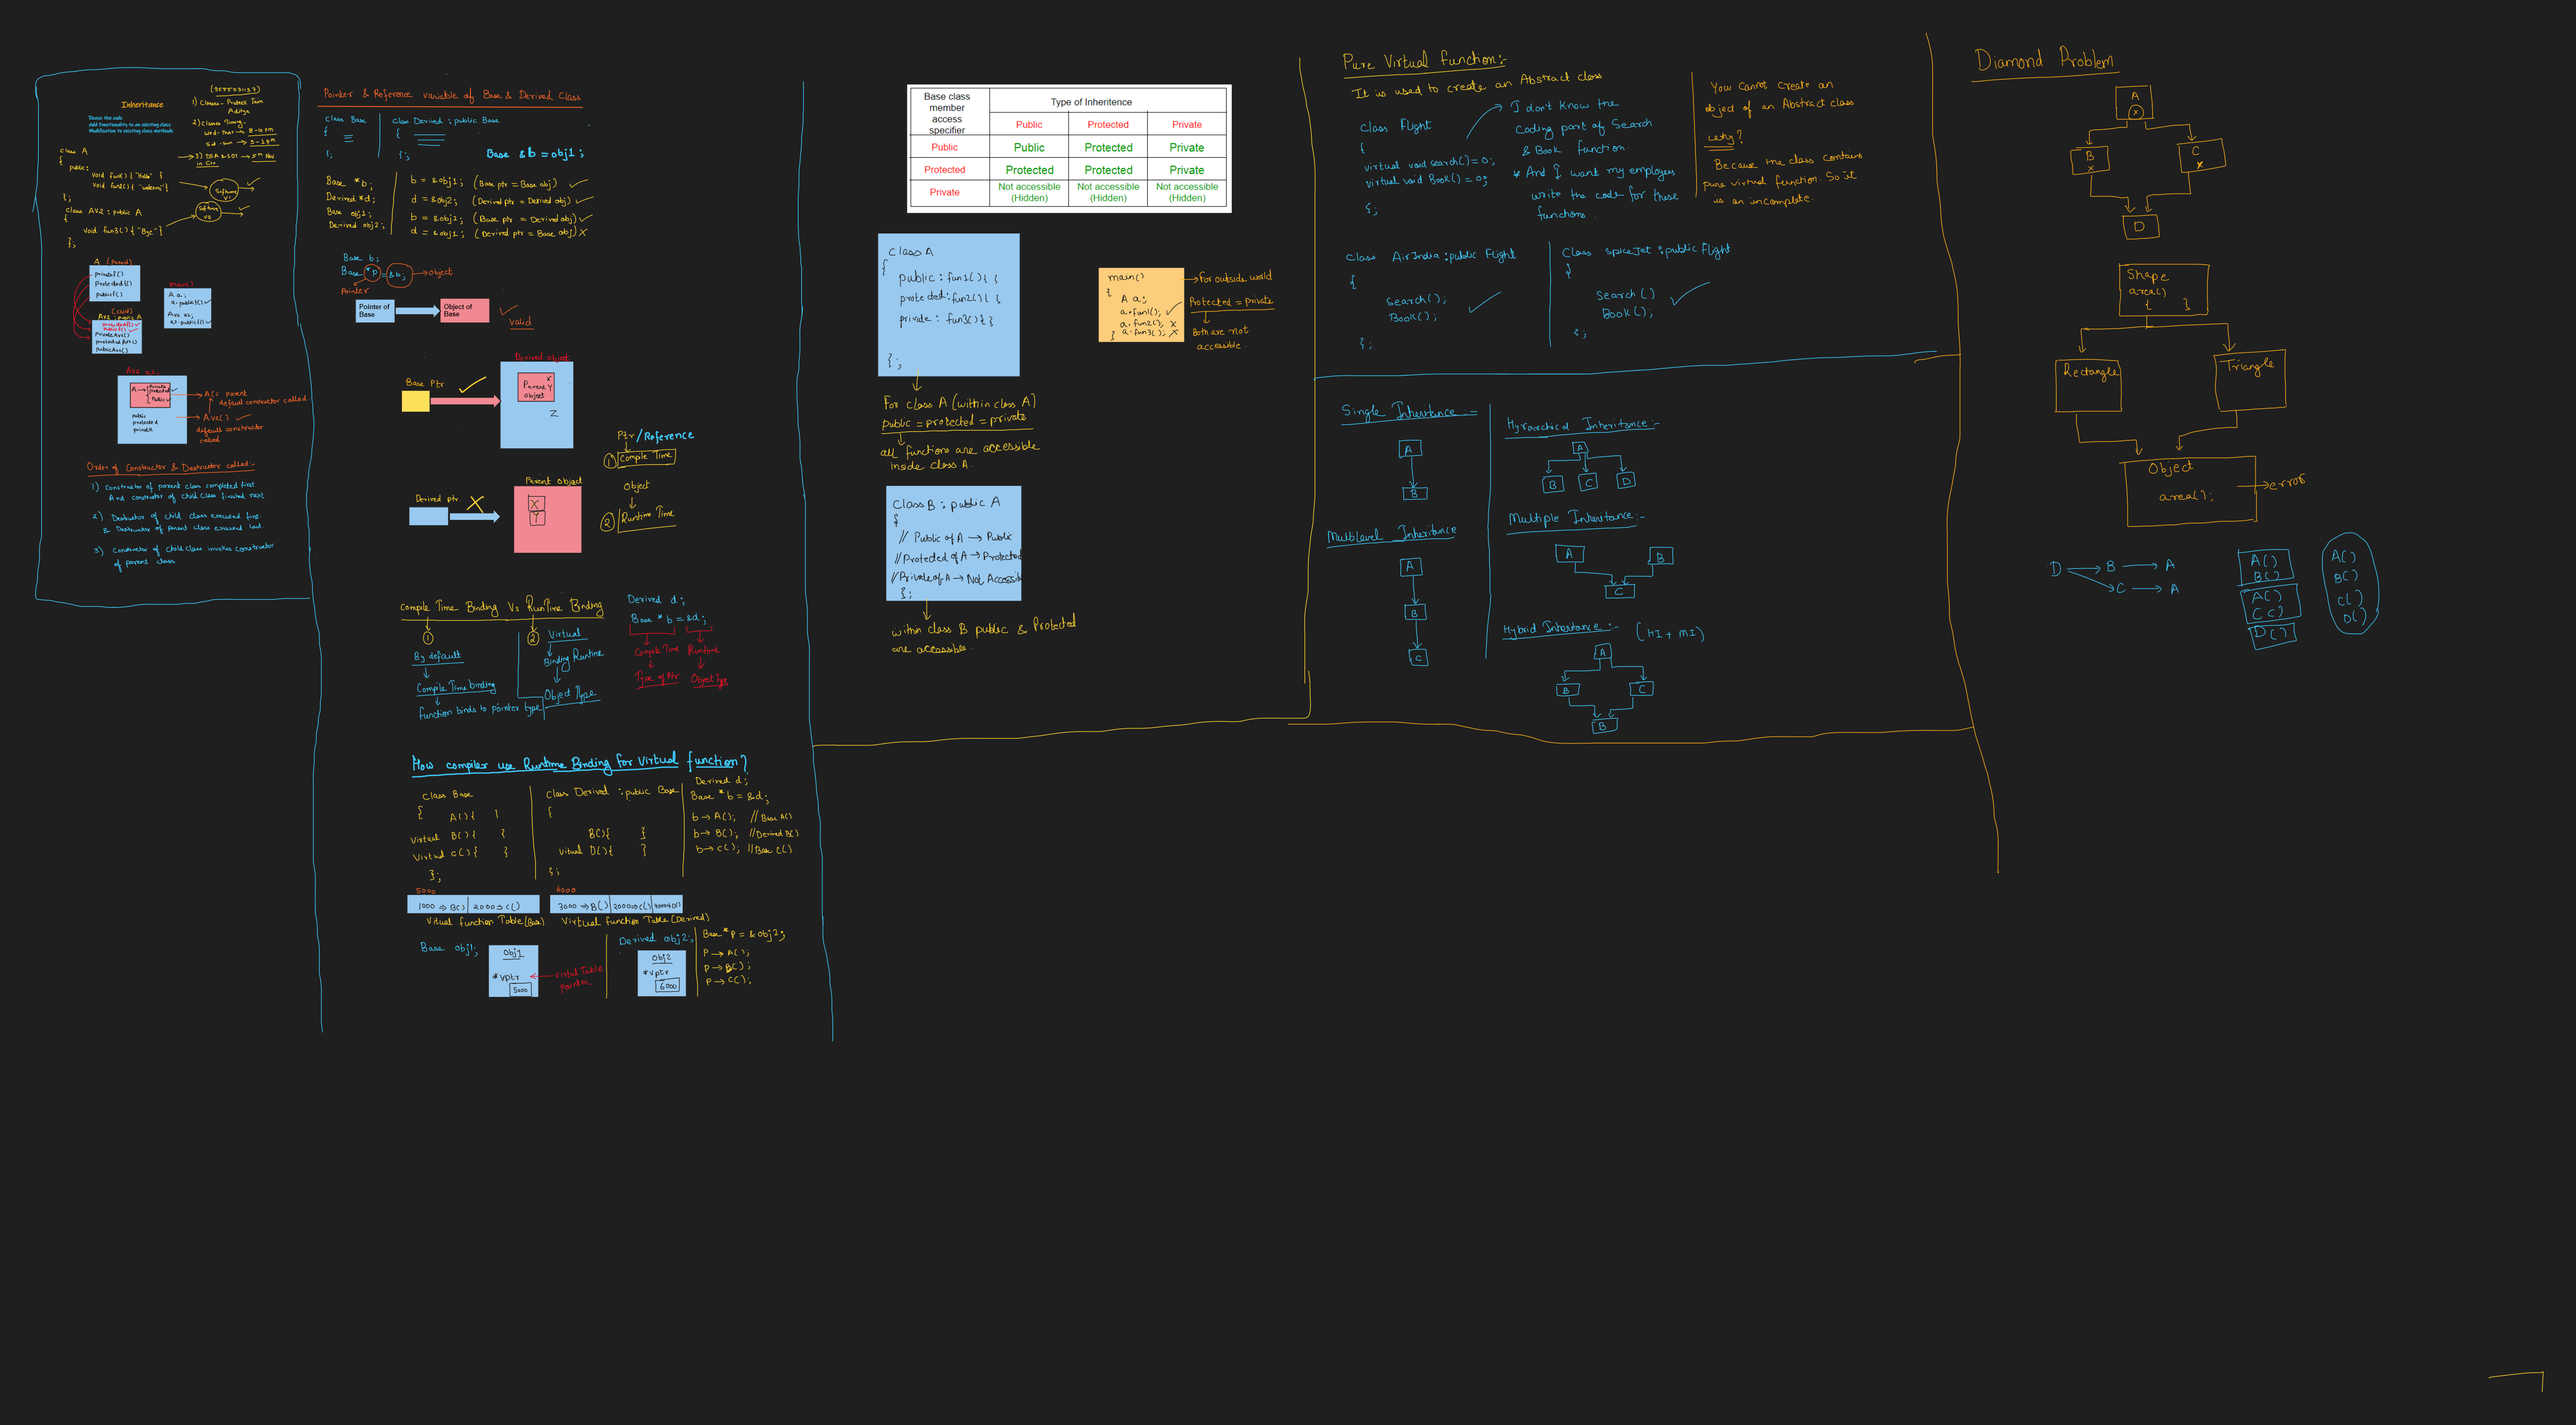 Inheritance
Reuse the code
Add Functionality to an existing class
Modification to existing class methods
1) Classes - Prateek Jain
Aditya
2) Classes Timing
Wed-Thur → 8-10 PM
3) DSA & 101 → 5th Nov
in C++
class A
{
public:
void fun1() { "Hello" }
void fun2() { "welcome" }
};
Software
V1
class AV2 : public A
{
void fun3() { "Bye" }
};
Software
V2
A (Parent)
private f()
Protected f()
public f()
main()
A a;
a.publicf() ✓
(child)
AV2 : public A
protectedf() ✓
publicf() ✓
privateAv2()
protected Av2()
publicAv2()
AV2 a2;
A →
private
protected
Public
public
protected
private
A() parent
default constructor called
Av2() ✓
default constructor
called
Order of Constructor & Destructor called:-
1) Constructor of parent class completed first
And construtor of child class finished next.
2) Destructor of child class executed first
& Destructor of parent class executed last.
3) Constructor of child class invokes constructor
of parent class
Pointer & Reference variable of Base & Derived Class
Class Base
{
};
class Derived : public Base
{
};
Base &b = obj1;
Base *b;
Derived *d;
Base obj1;
Derived obj2;
b = &obj1; (Base ptr = Base obj) ✓
d = &obj2; (Derived ptr = Derived obj) ✓
b = &obj2; (Base ptr = Derived obj) ✓
d = &obj1; (Derived ptr = Base obj) X
Base b;
Base *P = &b; → object
Pointer
Pointer of
Base
Object of
Base
valid
Derived object
Base Ptr
X
Parent Y
object
Z
Ptr/Reference
① Compile Time
Object
② Runtime Time
Parent object
Derived ptr.
X
Y
Compile Time Binding Vs RunTime Binding
①
By default
Compile Time binding
function binds to pointer type
② Virtual
Binding Runtime
Object Type
Derived d;
Base *b = &d;
Compile Time Runtime
Type of Ptr Object Type
How compiler use Runtime Binding for Virtual function?
class Base
{
A(){ }
Virtual B(){ }
Virtual C(){ }
};
Class Derived : public Base
{
B(){ }
vitual D(){ }
};
Derived d;
Base *b = &d;
b → A(); // Base A()
b → B(); // Derived B()
b → C(); // Base C()
5000
1000 ⇒ B() 2000 ⇒ C()
Vitual function Table (Base)
6000
3000 ⇒ B() 2000 ⇒ C() 4000 ⇒ D()
Virtual function Table (Derived)
Base obj1;
Obj1
*Vptr
5000
Virtual Table
pointer
Derived obj2;
Obj2
*Vptr
6000
Base *P = &obj2;
P → A();
P → B();
P → C();
Base class
member
access
specifier
Type of Inheritence
Public Protected Private
Public Public Protected Private
Protected Protected Protected Private
Private Not accessible (Hidden) Not accessible (Hidden) Not accessible (Hidden)
class A
{
public : fun1() { }
protected : fun2() { }
private : fun3() { }
};
For class A (within class A)
public = protected = private
all functions are accessible
inside class A.
main()
{
A a;
a.fun1(); ✓
a.fun2(); X
} a.fun3(); X
For outside world
Protected = private
Both are not
accessible.
Class B : public A
{
// Public of A → Public
// Protected of A → Protected
// Private of A → Not Accessib
};
within class B public & Protected
are accessible.
Pure Virtual function:-
It is used to create an Abstract class
class Flight
{
virtual void search() = 0;
virtual void Book() = 0;
};
I don't know the
Coding part of Search
& Book function.
* And I want my employees
write the code for these
functions.
You Cannot create an
object of an Abstract class
why?
Because the class contains
pure virtual function. So it
is an incomplete.
class AirIndia : public Flight
{
Search();
Book();
};
Class spiceJet : public Flight
{
Search()
Book();
};
Single Inheritance :-
A
B
Multilevel Inheritance
A
B
C
Hyrarchical Inheritance:-
A
B C D
Multiple Inheritance:-
A B
C
Hybrid Inheritance:- (HI + MI)
A
B C
B
Diamond Problem
A
x
B
x
C
x
D
Shape
area()
{ }
Rectangle
Triangle
Object
area();
error
D → B → A
→ C → A
A()
B()
A()
C()
D()
A()
B()
C()
D()